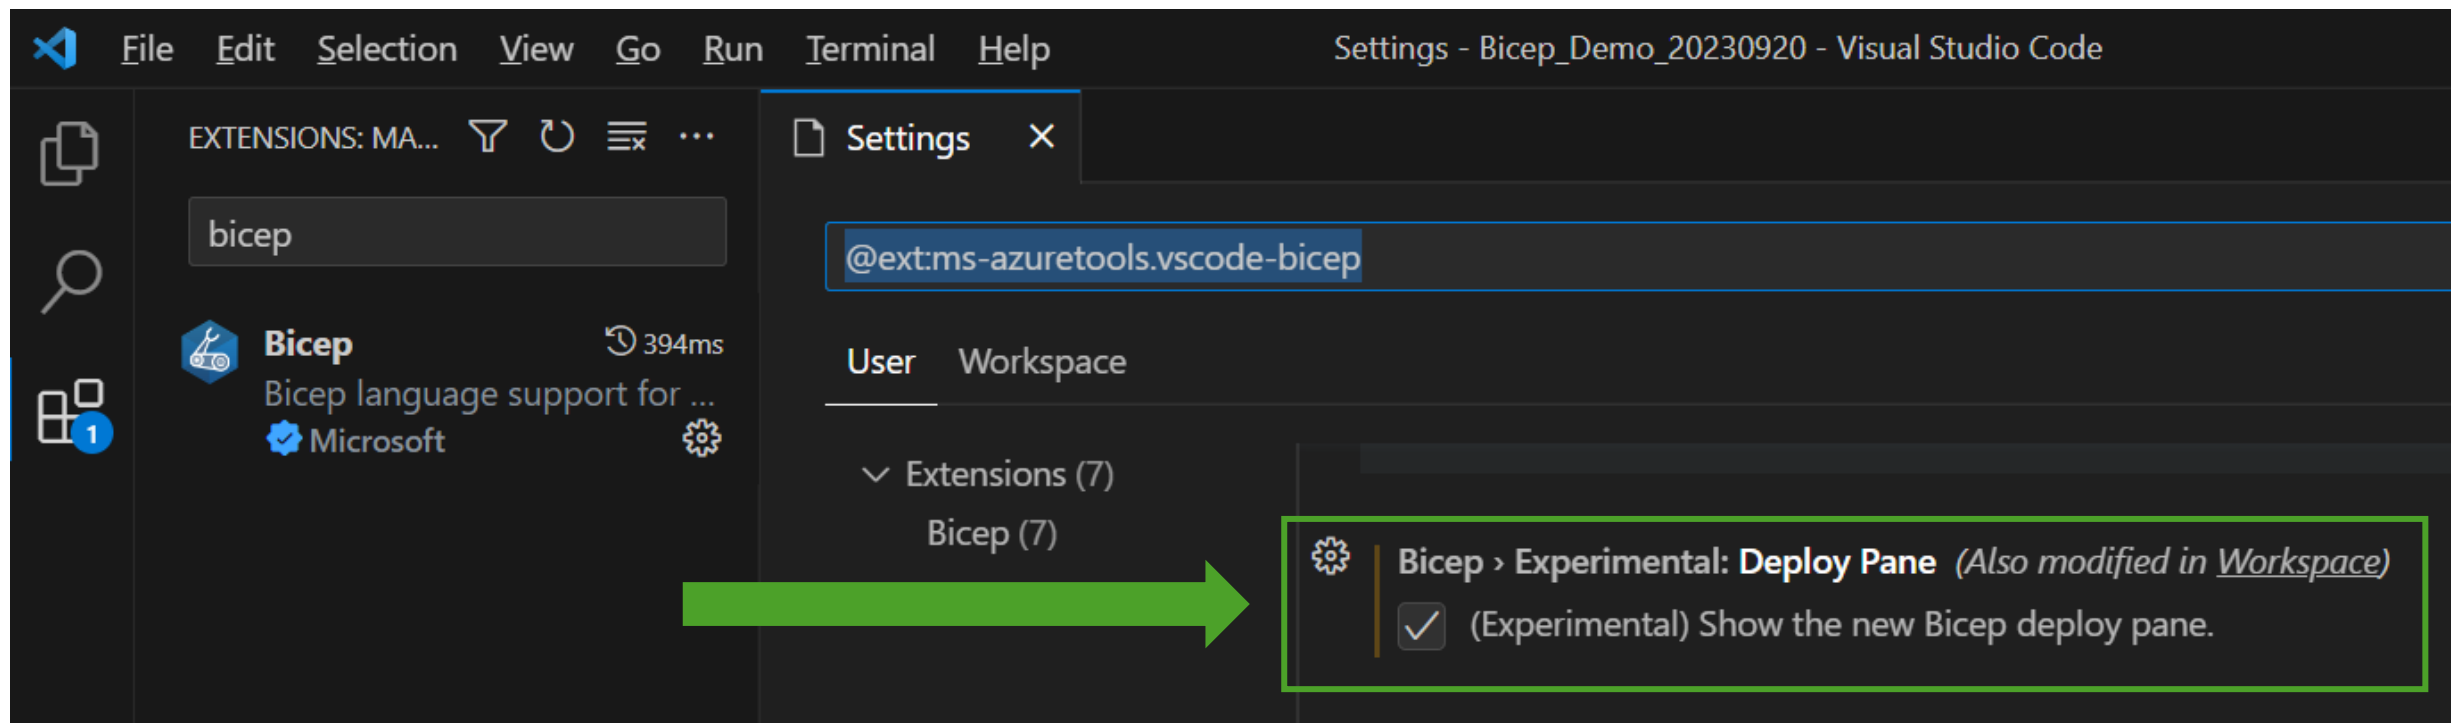 File Edit Selection View Go Run Terminal Help
Settings - Bicep_Demo_20230920 - Visual Studio Code
EXTENSIONS: MA...
bicep
Bicep 394ms
Bicep language support for ...
Microsoft
1
Settings
@ext:ms-azuretools.vscode-bicep
User Workspace
Extensions (7)
Bicep (7)
Bicep › Experimental: Deploy Pane (Also modified in Workspace)
(Experimental) Show the new Bicep deploy pane.